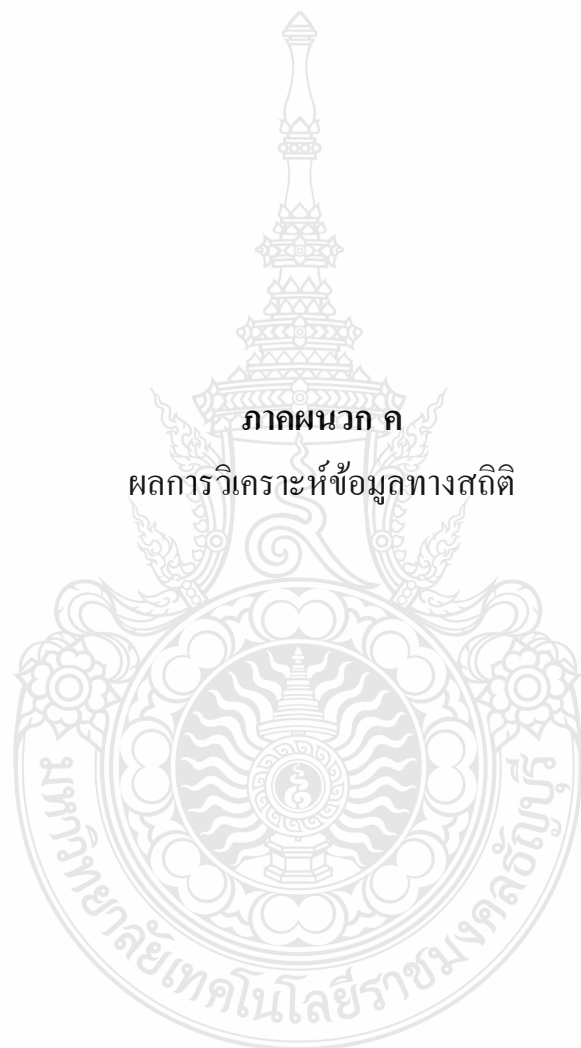 ภาคผนวก ค
ผลการวิเคราะห์ข้อมูลทางสถิติ
มหาวิทยาลัยเทคโนโลยีราชมงคลธัญบุรี